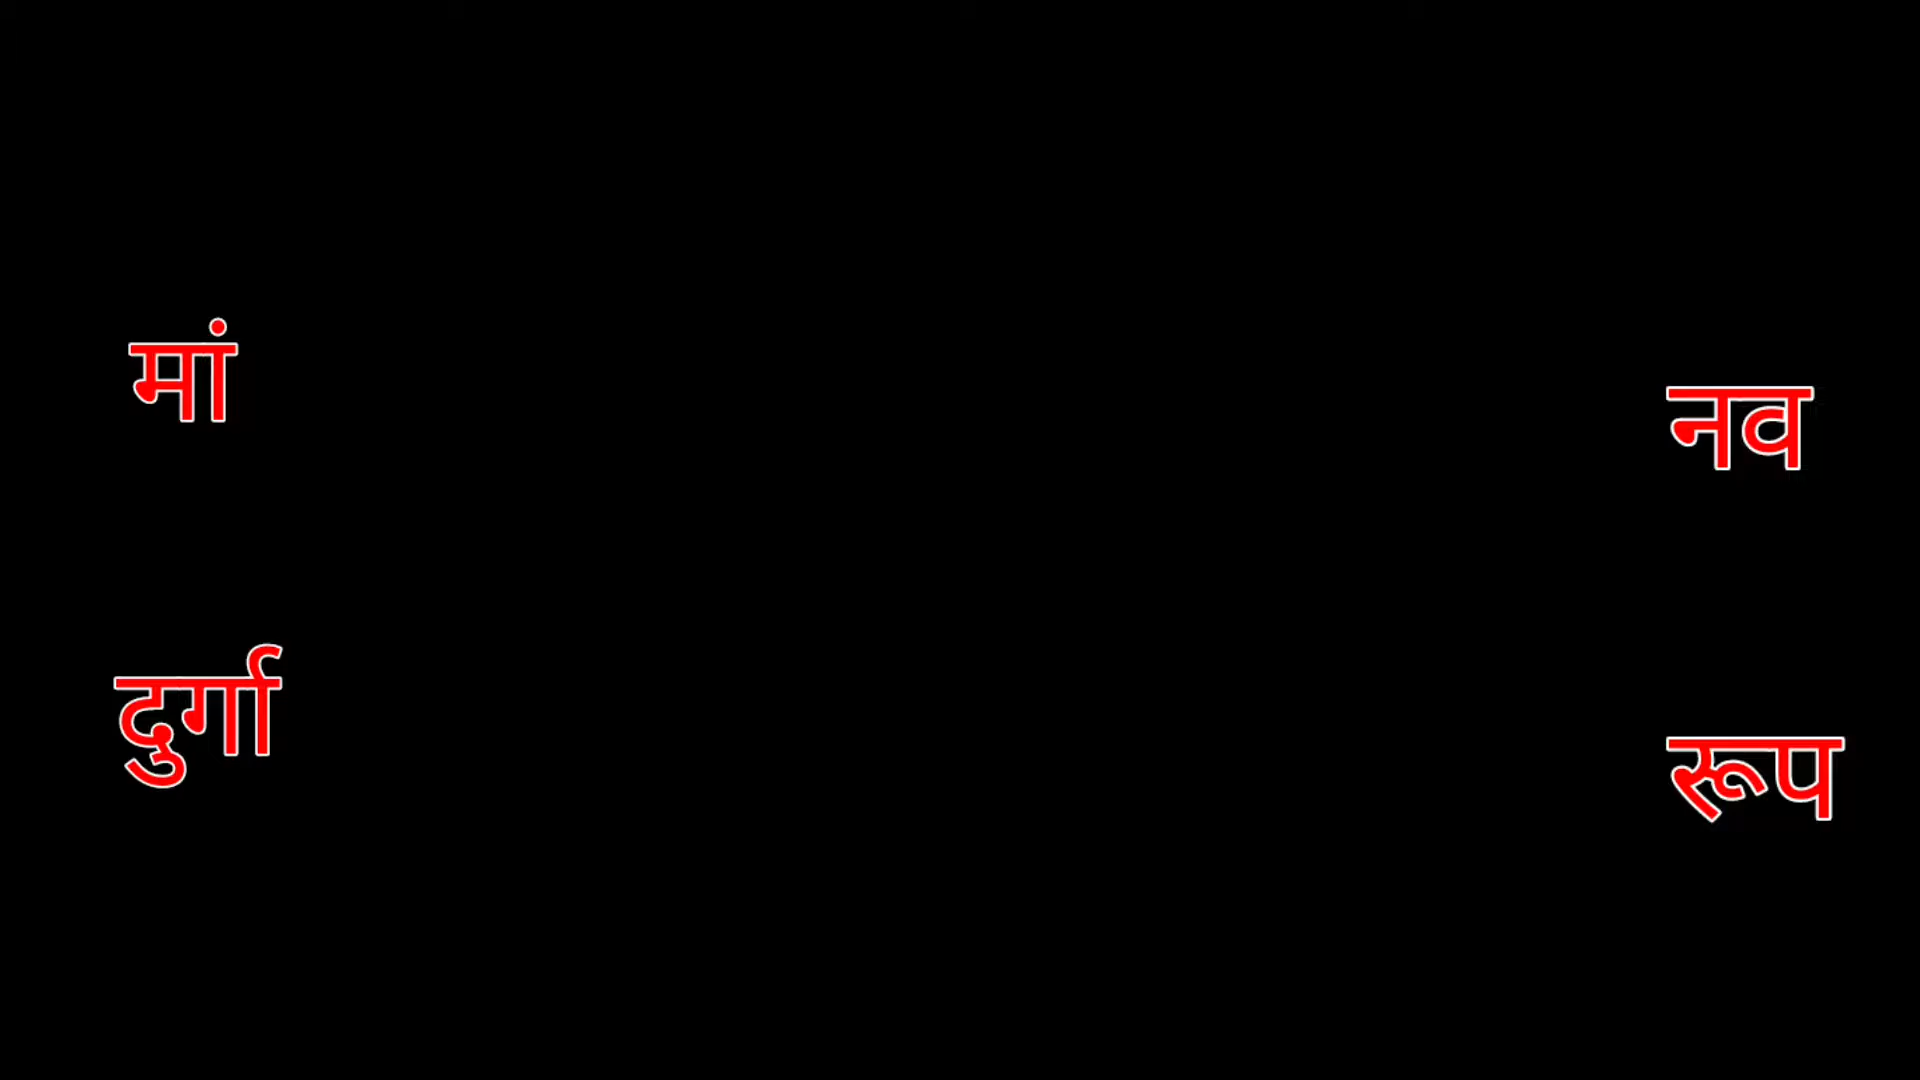 मां
दुर्गा
नव
रूप